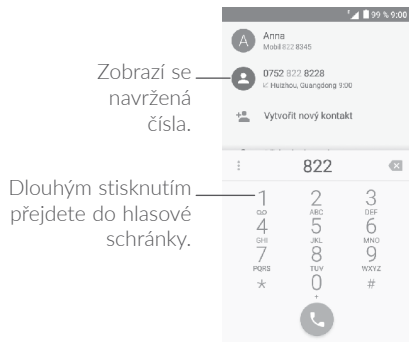 99 % 9:00
A Anna
Mobil 822 8345
Zobrazí se
navržená
čísla.
0752 822 8228
Huizhou, Guangdong 9:00
Vytvořit nový kontakt
822
Dlouhým stisknutím
přejdete do hlasové
schránky.
1 2 3
ABC DEF
4 5 6
GHI JKL MNO
7 8 9
PQRS TUV WXYZ
* 0 #
+